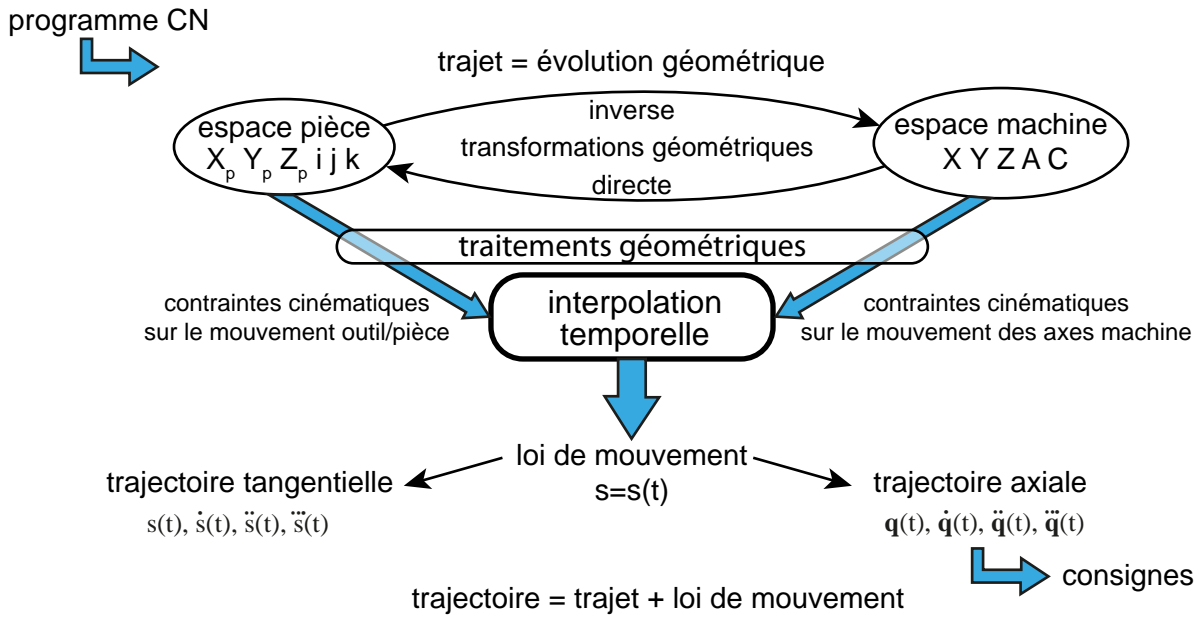 programme CN
trajet = évolution géométrique
espace pièce
Xp Yp Zp i j k
inverse
transformations géométriques
directe
espace machine
X Y Z A C
traitements géométriques
contraintes cinématiques
sur le mouvement outil/pièce
interpolation
temporelle
contraintes cinématiques
sur le mouvement des axes machine
loi de mouvement
s=s(t)
trajectoire tangentielle
s(t), ṡ(t), s̈(t), s⃛(t)
trajectoire axiale
q(t), q̇(t), q̈(t), q⃛(t)
consignes
trajectoire = trajet + loi de mouvement